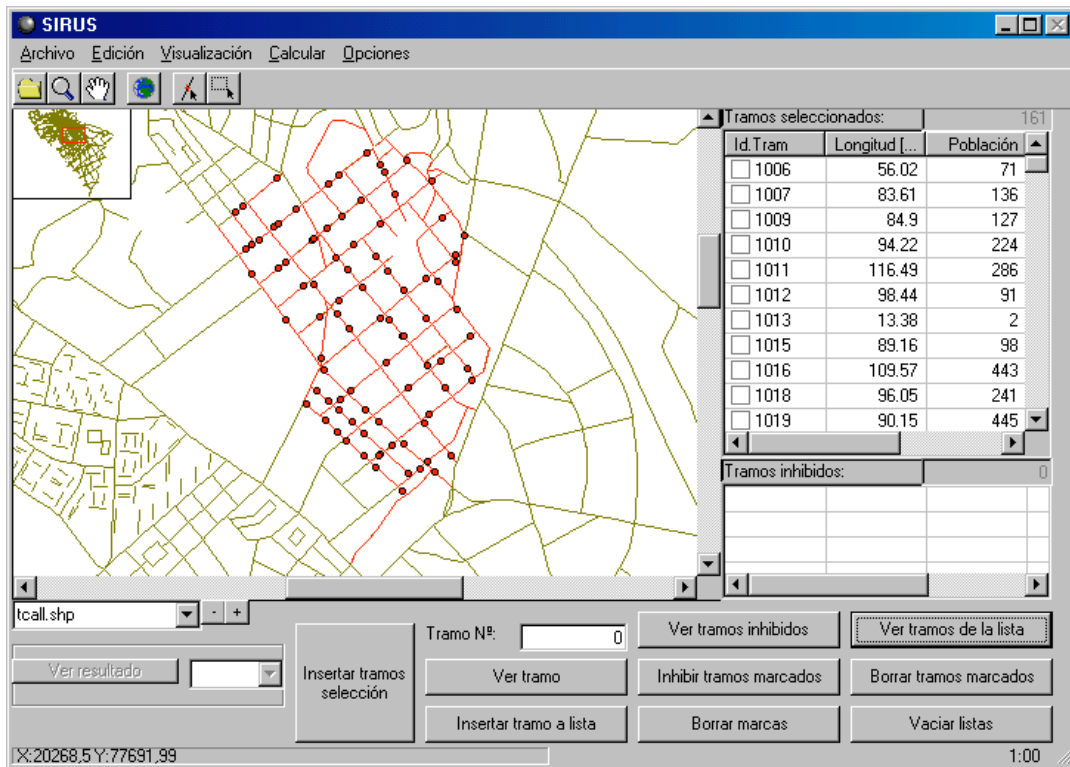 SIRUS
Archivo Edición Visualización Calcular Opciones
Tramos seleccionados: 161
Id.Tram Longitud [... Población
1006 56.02 71
1007 83.61 136
1009 84.9 127
1010 94.22 224
1011 116.49 286
1012 98.44 91
1013 13.38 2
1015 89.16 98
1016 109.57 443
1018 96.05 241
1019 90.15 445
Tramos inhibidos: 0
tcall.shp - +
Ver resultado
Insertar tramos selección
Tramo Nº: 0
Ver tramo
Insertar tramo a lista
Ver tramos inhibidos
Inhibir tramos marcados
Borrar marcas
Ver tramos de la lista
Borrar tramos marcados
Vaciar listas
X:20268,5 Y:77691,99 1:00